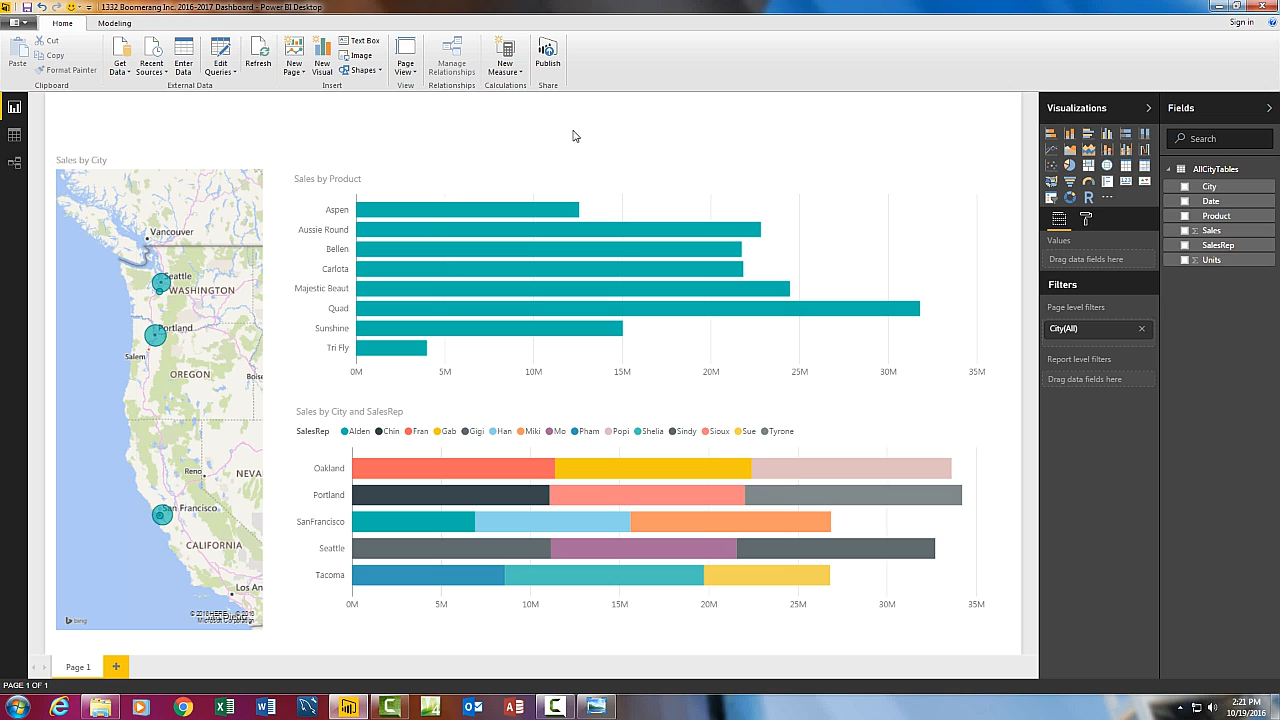 1332 Boomerang Inc. 2016-2017 Dashboard - Power BI Desktop
Home Modeling Sign in
Paste
Cut
Copy
Format Painter
Get Data
Recent Sources
Enter Data
Edit Queries
Refresh
New Page
New Visual
Text Box
Image
Shapes
Page View
Manage Relationships
New Measure
Publish
Clipboard External Data Insert View Relationships Calculations Share
Sales by City
Vancouver
Seattle
WASHINGTON
Portland
Salem
OREGON
Boise
Reno
NEVA
San Francisco
CALIFORNIA
Los An
bing
Microsoft Corporation
Sales by Product
Aspen
Aussie Round
Bellen
Carlota
Majestic Beaut
Quad
Sunshine
Tri Fly
0M 5M 10M 15M 20M 25M 30M 35M
Sales by City and SalesRep
SalesRep Alden Chin Fran Gab Gigi Han Miki Mo Pham Popi Shelia Sindy Sioux Sue Tyrone
Oakland
Portland
SanFrancisco
Seattle
Tacoma
0M 5M 10M 15M 20M 25M 30M 35M
Visualizations
R
Values
Drag data fields here
Filters
Page level filters
City(All)
Report level filters
Drag data fields here
Fields
Search
AllCityTables
City
Date
Product
Σ Sales
SalesRep
Σ Units
Page 1
PAGE 1 OF 1
2:21 PM
10/19/2016